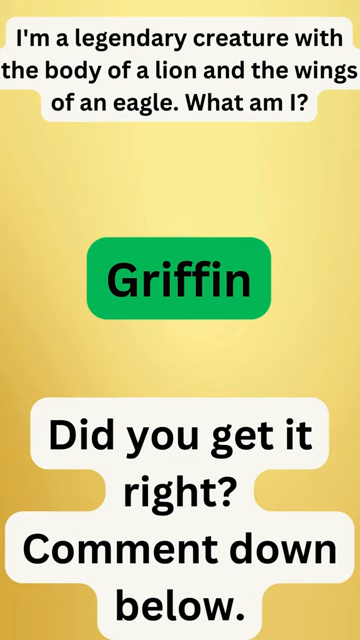 I'm a legendary creature with
the body of a lion and the wings
of an eagle. What am I?
Griffin
Did you get it
right?
Comment down
below.